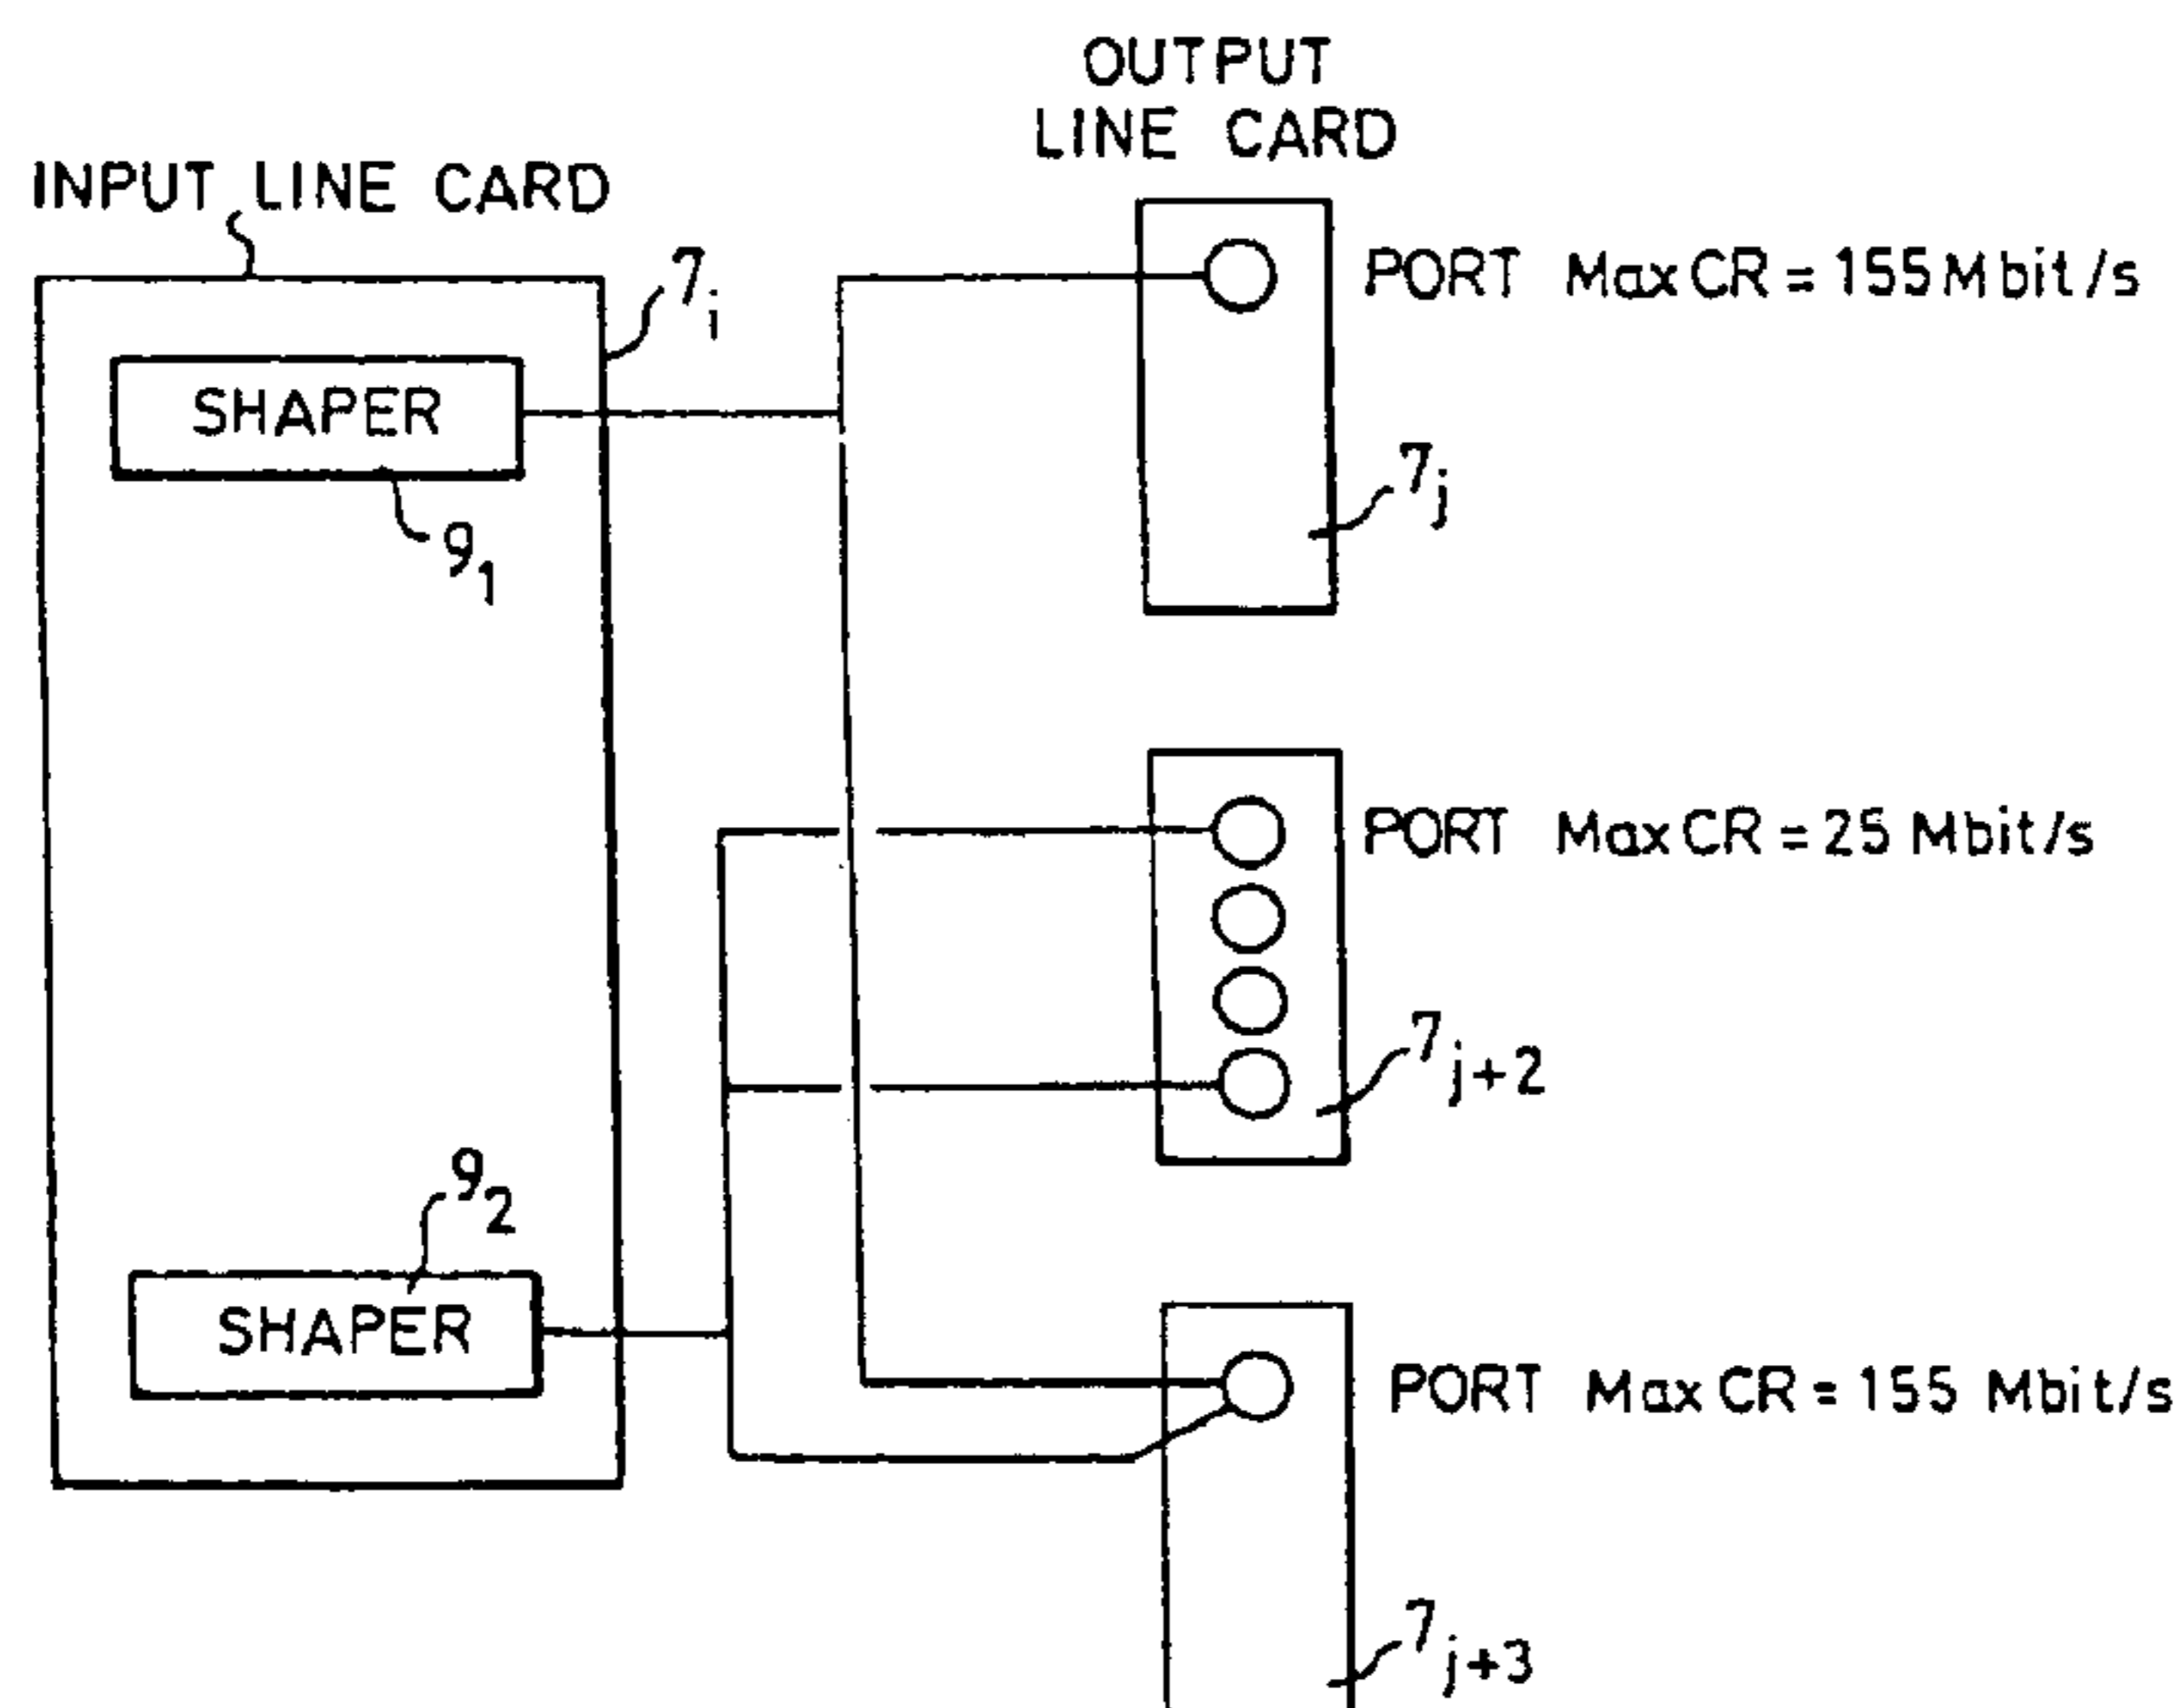 OUTPUT
LINE CARD
INPUT LINE CARD
7i
PORT MaxCR = 155 Mbit/s
SHAPER
91
7j
PORT MaxCR = 25 Mbit/s
7j+2
92
SHAPER
PORT MaxCR = 155 Mbit/s
7j+3